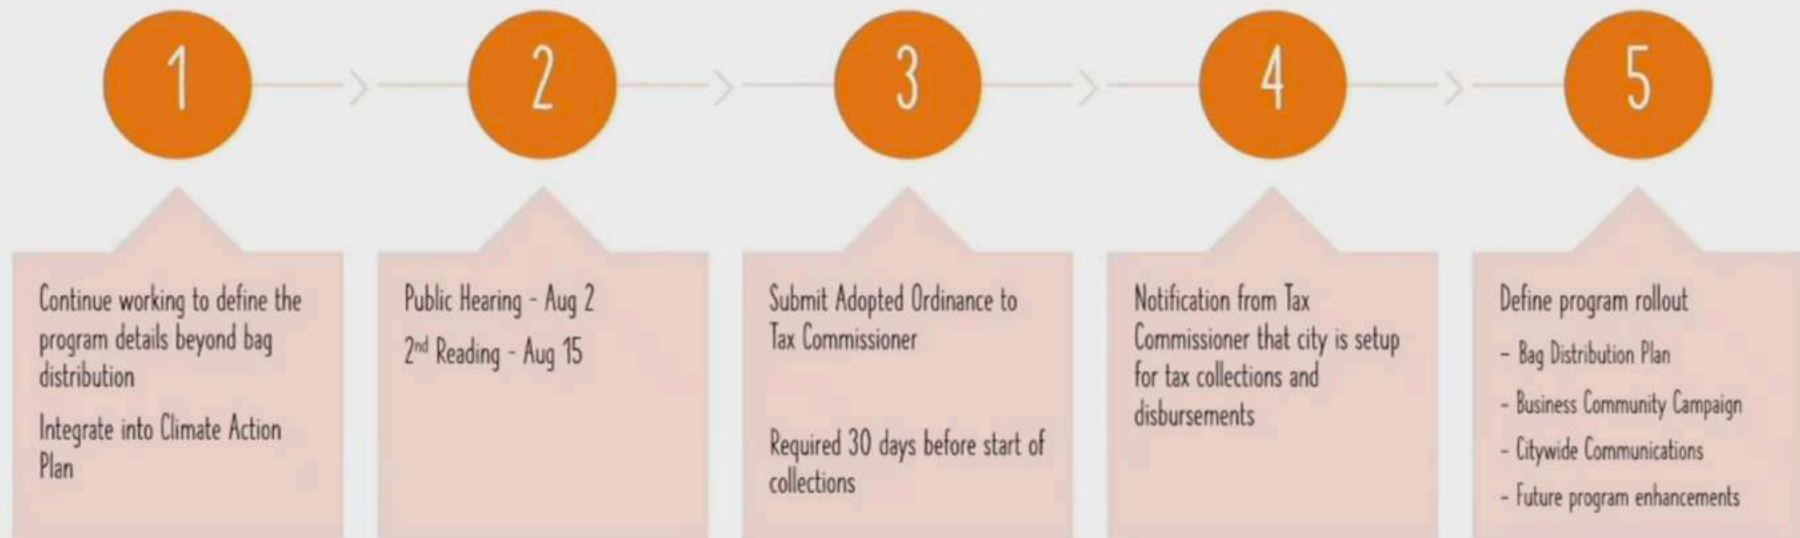 1
2
3
4
5
Continue working to define the
program details beyond bag
distribution
Integrate into Climate Action
Plan
Public Hearing - Aug 2
2nd Reading - Aug 15
Submit Adopted Ordinance to
Tax Commissioner
Required 30 days before start of
collections
Notification from Tax
Commissioner that city is setup
for tax collections and
disbursements
Define program rollout
- Bag Distribution Plan
- Business Community Campaign
- Citywide Communications
- Future program enhancements